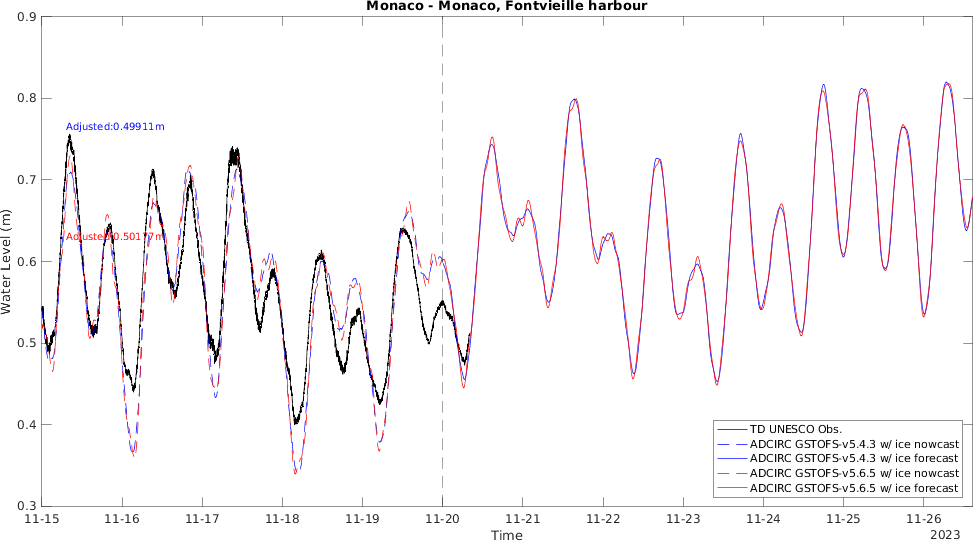 Monaco - Monaco, Fontvieille harbour
0.9
0.8
0.7
0.6
0.5
0.4
0.3
Water Level (m)
Adjusted:0.49911m
TD UNESCO Obs.
ADCIRC GSTOFS-v5.4.3 w/ ice nowcast
ADCIRC GSTOFS-v5.4.3 w/ ice forecast
ADCIRC GSTOFS-v5.6.5 w/ ice nowcast
ADCIRC GSTOFS-v5.6.5 w/ ice forecast
11-15 11-16 11-17 11-18 11-19 11-20 11-21 11-22 11-23 11-24 11-25 11-26
2023
Time